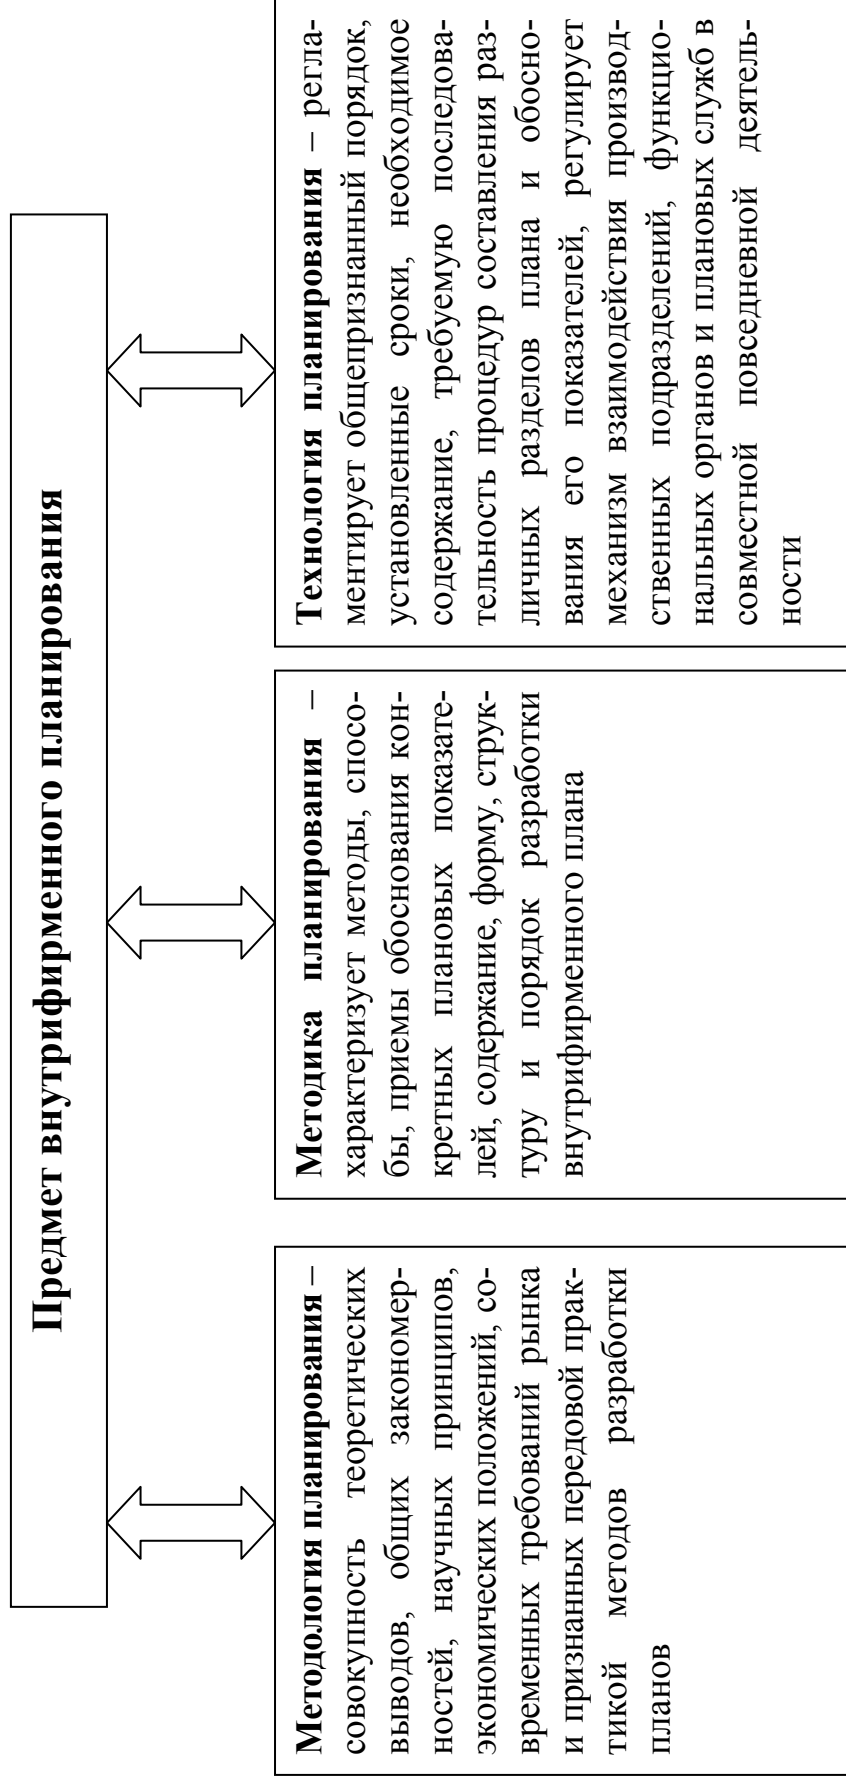 Предмет внутрифирменного планирования
Методология планирования –
совокупность теоретических
выводов, общих закономер-
ностей, научных принципов,
экономических положений, со-
временных требований рынка
и признанных передовой прак-
тикой методов разработки
планов
Методика планирования –
характеризует методы, спосо-
бы, приемы обоснования кон-
кретных плановых показате-
лей, содержание, форму, струк-
туру и порядок разработки
внутрифирменного плана
Технология планирования – регла-
ментирует общепризнанный порядок,
установленные сроки, необходимое
содержание, требуемую последова-
тельность процедур составления раз-
личных разделов плана и обосно-
вания его показателей, регулирует
механизм взаимодействия производ-
ственных подразделений, функцио-
нальных органов и плановых служб в
совместной повседневной деятель-
ности